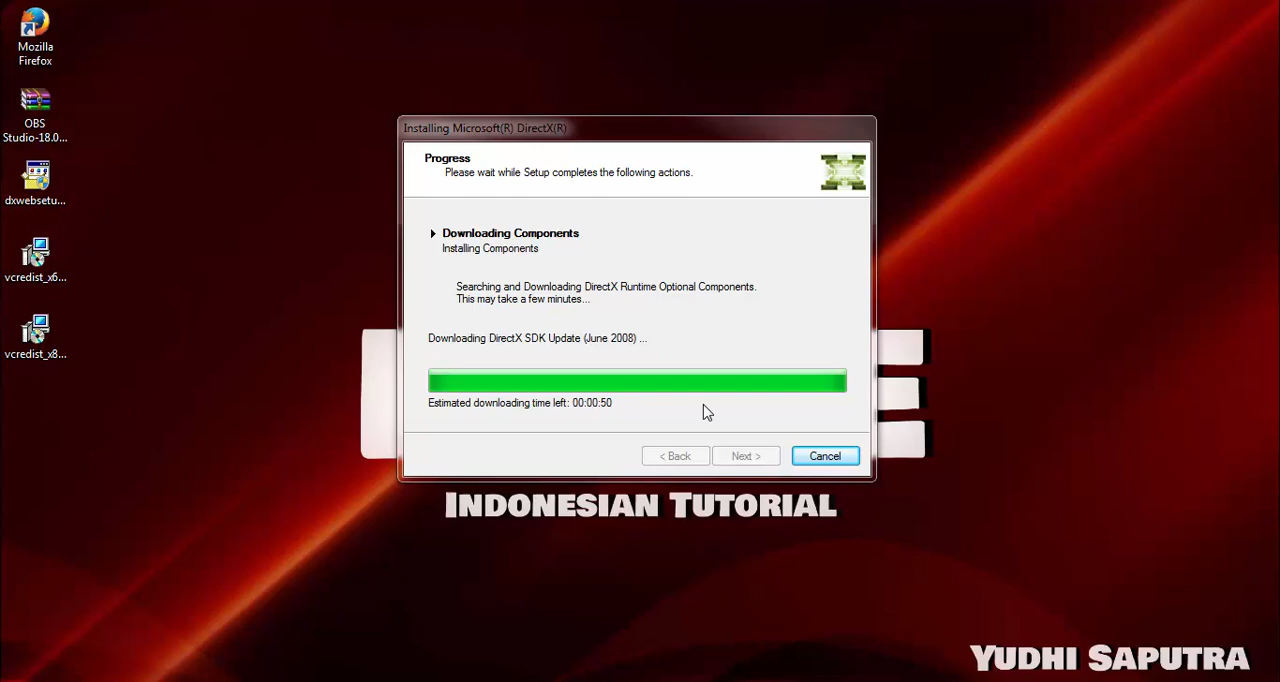 Mozilla
Firefox
OBS
Studio-18.0...
dxwebsetu...
vcredist_x6...
vcredist_x8...
Installing Microsoft(R) DirectX(R)
Progress
Please wait while Setup completes the following actions.
Downloading Components
Installing Components
Searching and Downloading DirectX Runtime Optional Components.
This may take a few minutes...
Downloading DirectX SDK Update (June 2008) ...
Estimated downloading time left: 00:00:50
< Back
Next >
Cancel
INDONESIAN TUTORIAL
YUDHI SAPUTRA